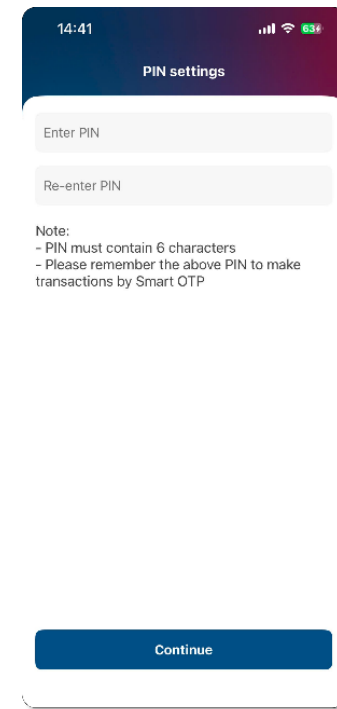 14:41
63
PIN settings
Enter PIN
Re-enter PIN
Note:
- PIN must contain 6 characters
- Please remember the above PIN to make
transactions by Smart OTP
Continue